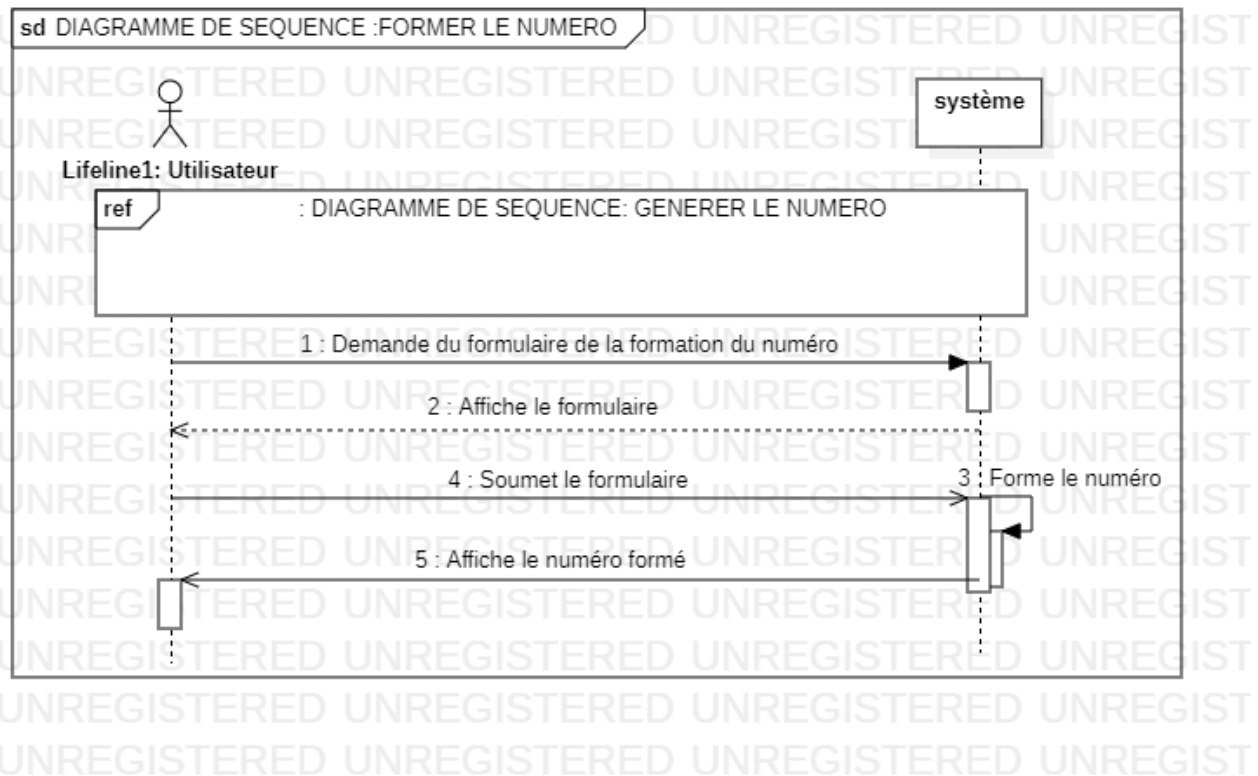 sd DIAGRAMME DE SEQUENCE :FORMER LE NUMERO
système
Lifeline1: Utilisateur
ref : DIAGRAMME DE SEQUENCE: GENERER LE NUMERO
1 : Demande du formulaire de la formation du numéro
2 : Affiche le formulaire
4 : Soumet le formulaire
3 : Forme le numéro
5 : Affiche le numéro formé
UNREGISTERED UNREGISTERED UNREGISTERED UNREGIST
UNREGISTERED UNREGISTERED UNREGISTERED UNREGIST